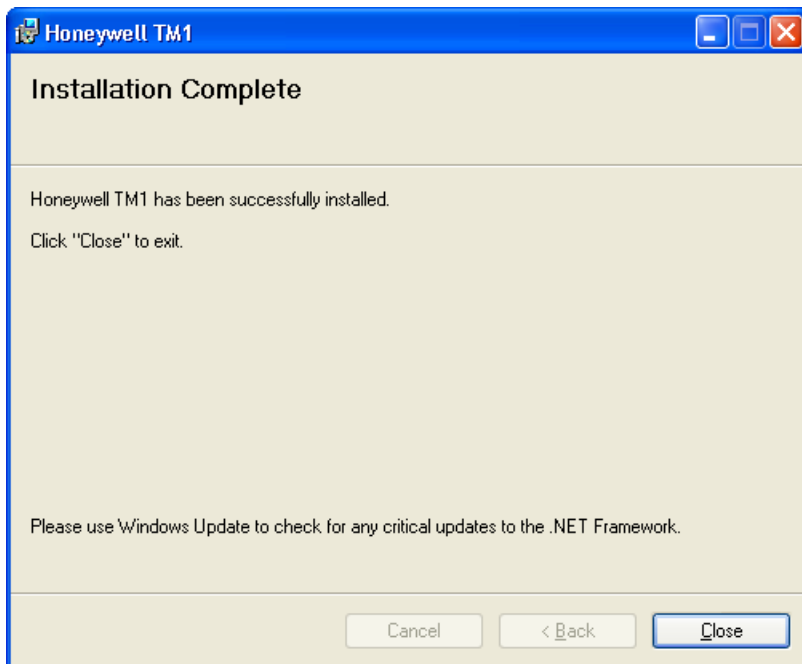 Honeywell TM1
Installation Complete
Honeywell TM1 has been successfully installed.
Click "Close" to exit.
Please use Windows Update to check for any critical updates to the .NET Framework.
Cancel
< Back
Close